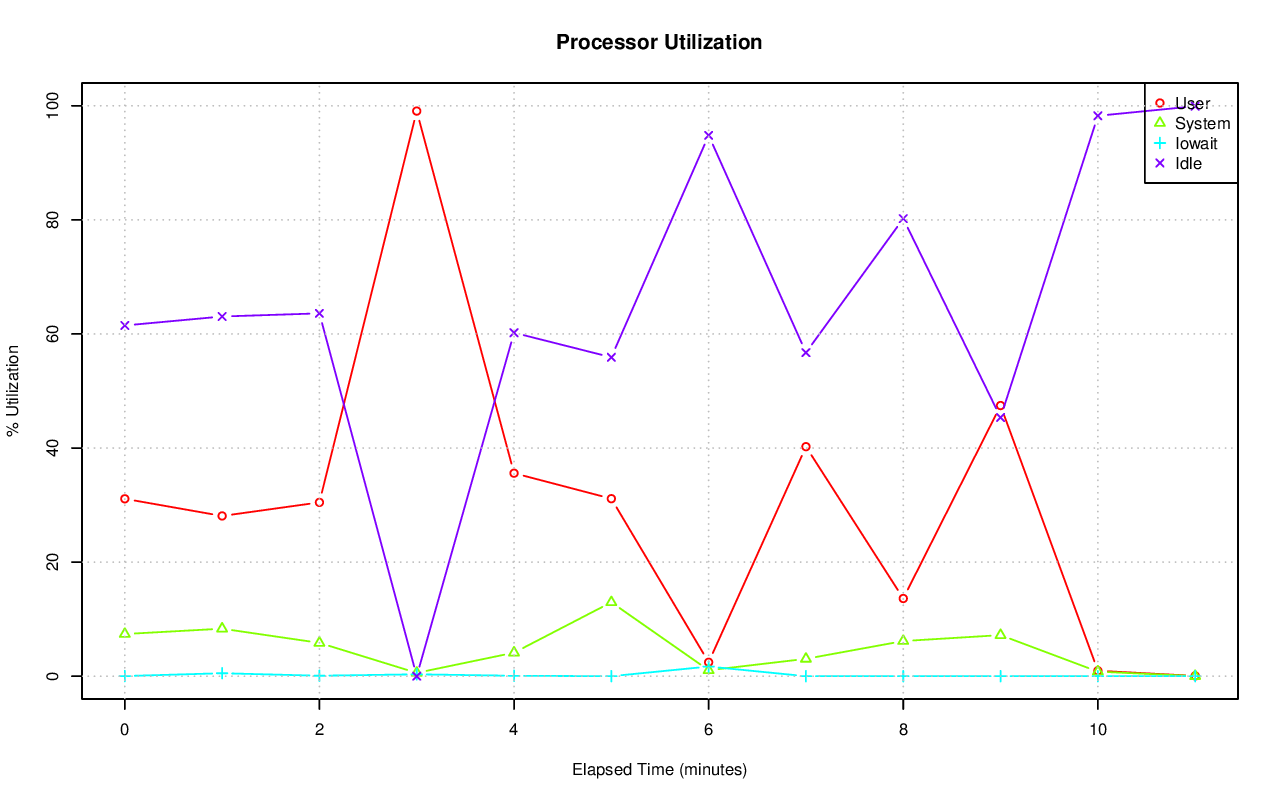 Processor Utilization
% Utilization
100
80
60
40
20
0
User
System
Iowait
Idle
0 2 4 6 8 10
Elapsed Time (minutes)